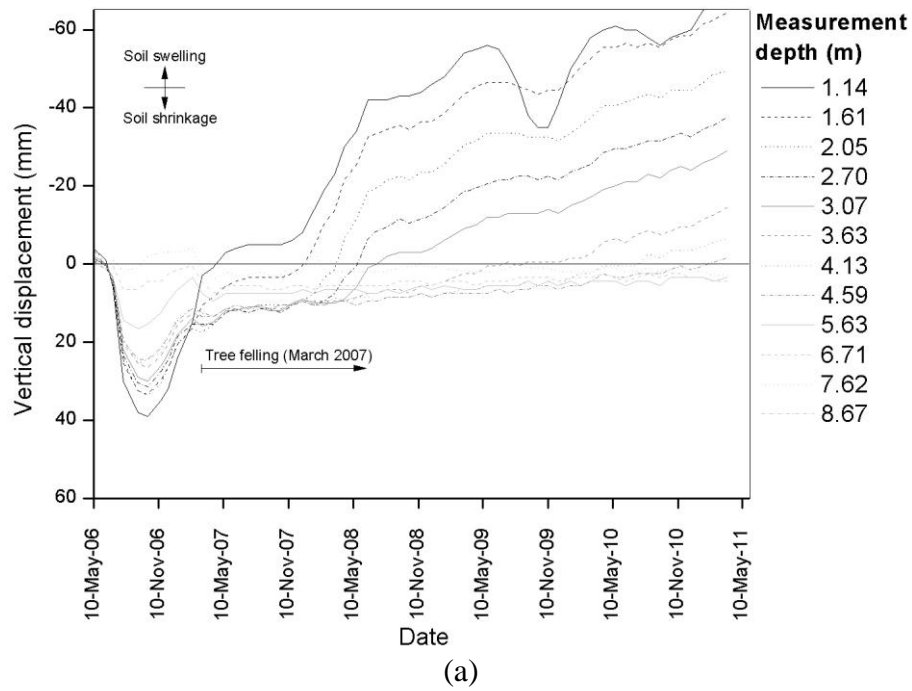 -60
-40
-20
0
20
40
60
Vertical displacement (mm)
Soil swelling
Soil shrinkage
Tree felling (March 2007)
10-May-06
10-Nov-06
10-May-07
10-Nov-07
10-May-08
10-Nov-08
10-May-09
10-Nov-09
10-May-10
10-Nov-10
10-May-11
Date
Measurement
depth (m)
1.14
1.61
2.05
2.70
3.07
3.63
4.13
4.59
5.63
6.71
7.62
8.67
(a)